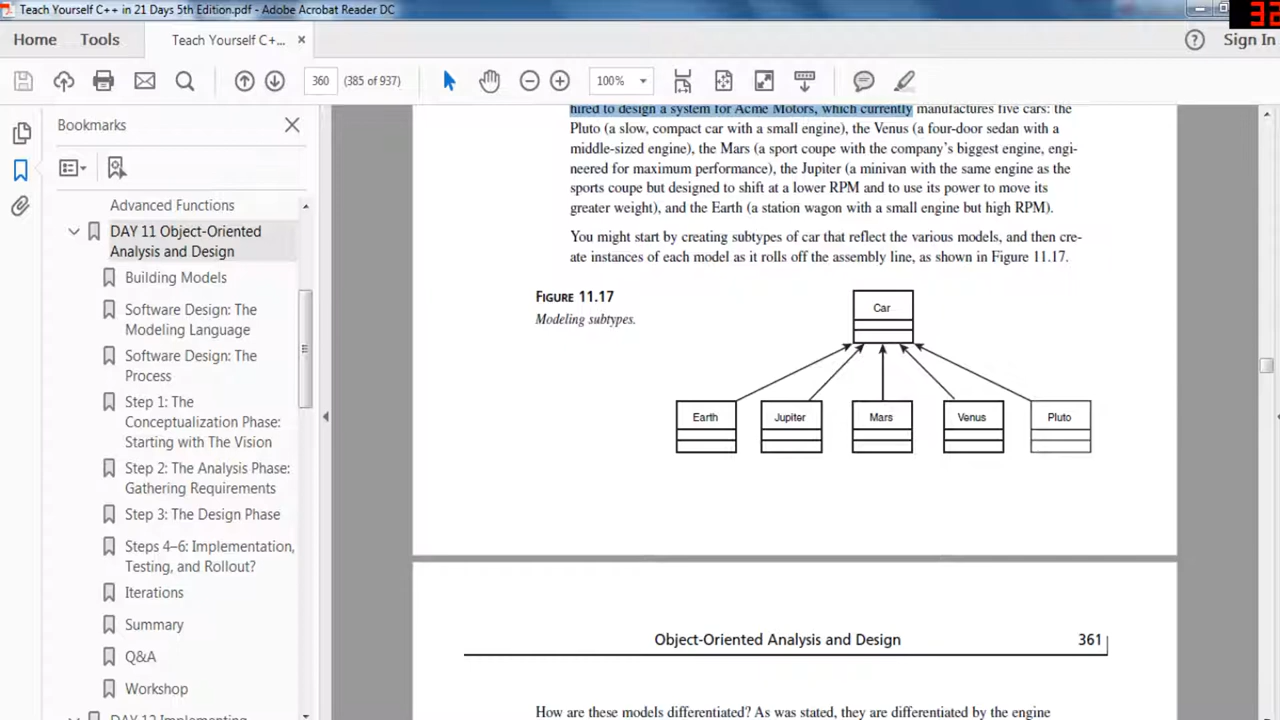 Teach Yourself C++ in 21 Days 5th Edition.pdf - Adobe Acrobat Reader DC
32
Home
Tools
Teach Yourself C+... ×
Sign In
360
(385 of 937)
100%
Bookmarks
Advanced Functions
DAY 11 Object-Oriented
Analysis and Design
Building Models
Software Design: The
Modeling Language
Software Design: The
Process
Step 1: The
Conceptualization Phase:
Starting with The Vision
Step 2: The Analysis Phase:
Gathering Requirements
Step 3: The Design Phase
Steps 4–6: Implementation,
Testing, and Rollout?
Iterations
Summary
Q&A
Workshop
DAY 12 Implementing
hired to design a system for Acme Motors, which currently manufactures five cars: the
Pluto (a slow, compact car with a small engine), the Venus (a four-door sedan with a
middle-sized engine), the Mars (a sport coupe with the company's biggest engine, engi-
neered for maximum performance), the Jupiter (a minivan with the same engine as the
sports coupe but designed to shift at a lower RPM and to use its power to move its
greater weight), and the Earth (a station wagon with a small engine but high RPM).
You might start by creating subtypes of car that reflect the various models, and then cre-
ate instances of each model as it rolls off the assembly line, as shown in Figure 11.17.
FIGURE 11.17
Modeling subtypes.
Car
Earth
Jupiter
Mars
Venus
Pluto
Object-Oriented Analysis and Design 361
How are these models differentiated? As was stated, they are differentiated by the engine